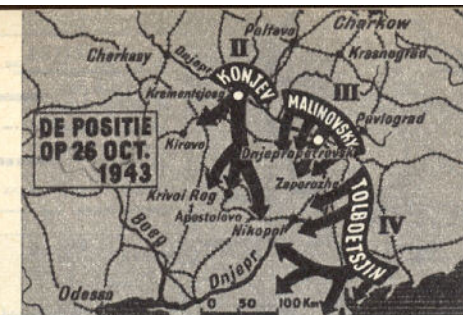 II
Poltava
Charkow
Cherkasy
Dnjepr
Krasnograd
KONJEV
III
Krementsjoeg
MALINOVSKY
Pavlograd
DE POSITIE
OP 26 OCT.
1943
Kirovo
Dnjepropetrovsk
Zaporozhe
Krivoi Rog
TOLBOETSJIN
Apostolovo
IV
Nikopol
Boeg
Dnjepr
Odessa
0 50 100 Km